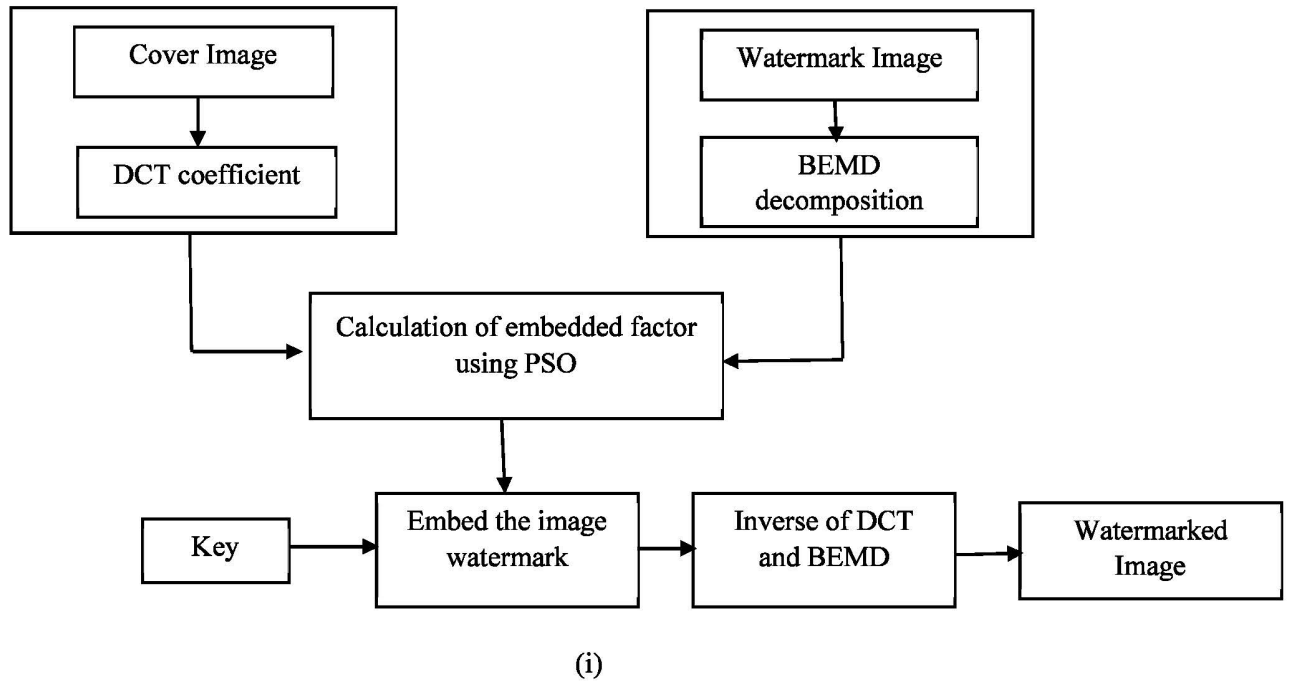 Cover Image
DCT coefficient
Watermark Image
BEMD
decomposition
Calculation of embedded factor
using PSO
Key
Embed the image
watermark
Inverse of DCT
and BEMD
Watermarked
Image
(i)